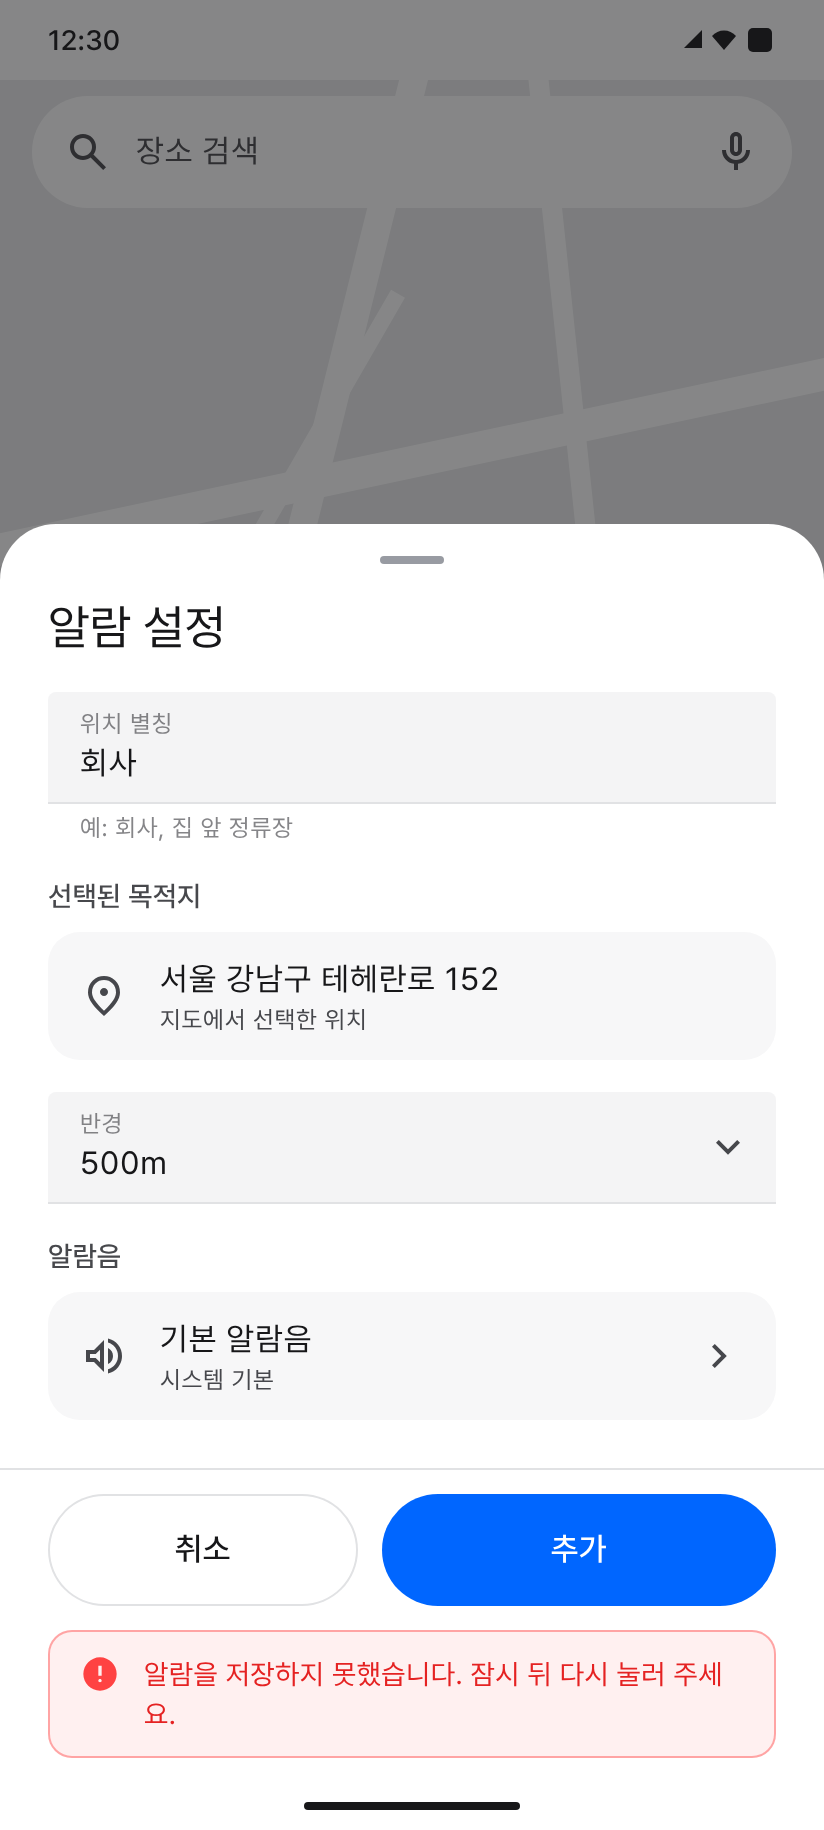 12:30
장소 검색
알람 설정
위치 별칭
회사
예: 회사, 집 앞 정류장
선택된 목적지
서울 강남구 테헤란로 152
지도에서 선택한 위치
반경
500m
알람음
기본 알람음
시스템 기본
취소
추가
알람을 저장하지 못했습니다. 잠시 뒤 다시 눌러 주세
요.